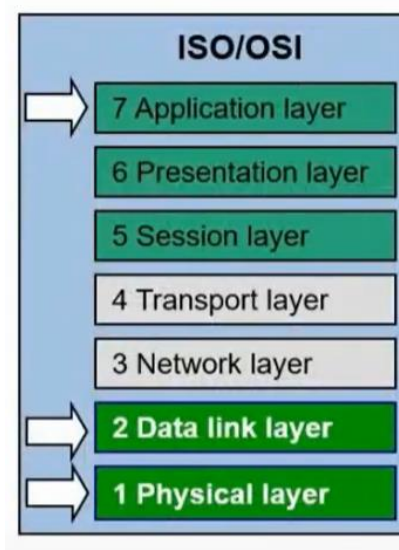 ISO/OSI
7 Application layer
6 Presentation layer
5 Session layer
4 Transport layer
3 Network layer
2 Data link layer
1 Physical layer